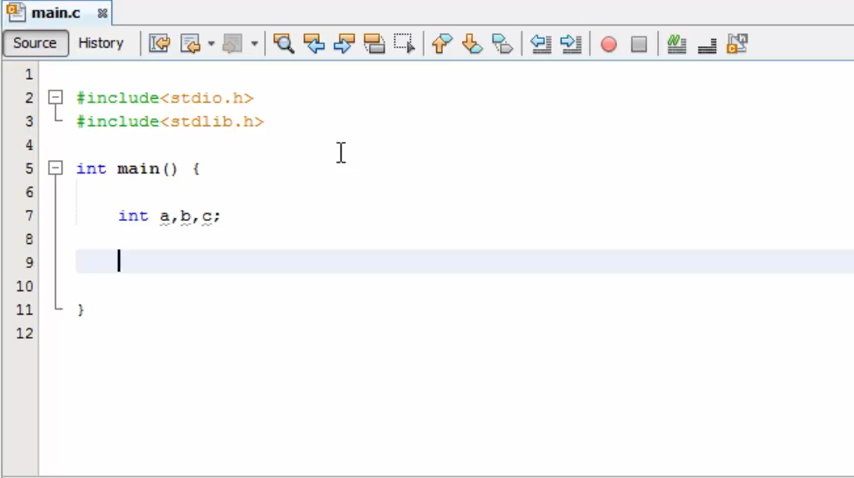 main.c
Source History
1
2 #include<stdio.h>
3 #include<stdlib.h>
4
5 int main() {
6
7 int a,b,c;
8
9
10
11 }
12